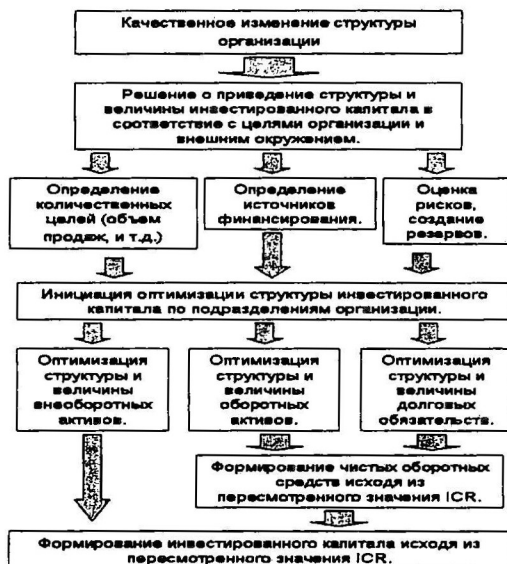 Качественное изменение структуры
организации
Решение о приведение структуры и
величины инвестированного капитала в
соответствие с целями организации и
внешним окружением.
Определение
количественных
целей (объем
продаж, и т.д.)
Определение
источников
финансирования.
Оценка
рисков,
создание
резервов.
Инициация оптимизации структуры инвестированного
капитала по подразделениям организации.
Оптимизация
структуры и
величины
внеоборотных
активов.
Оптимизация
структуры и
величины
оборотных
активов.
Оптимизация
структуры и
величины
долговых
обязательств.
Формирование чистых оборотных
средств исходя из
пересмотренного значения ICR.
Формирование инвестированного капитала исходя из
пересмотренного значения ICR.